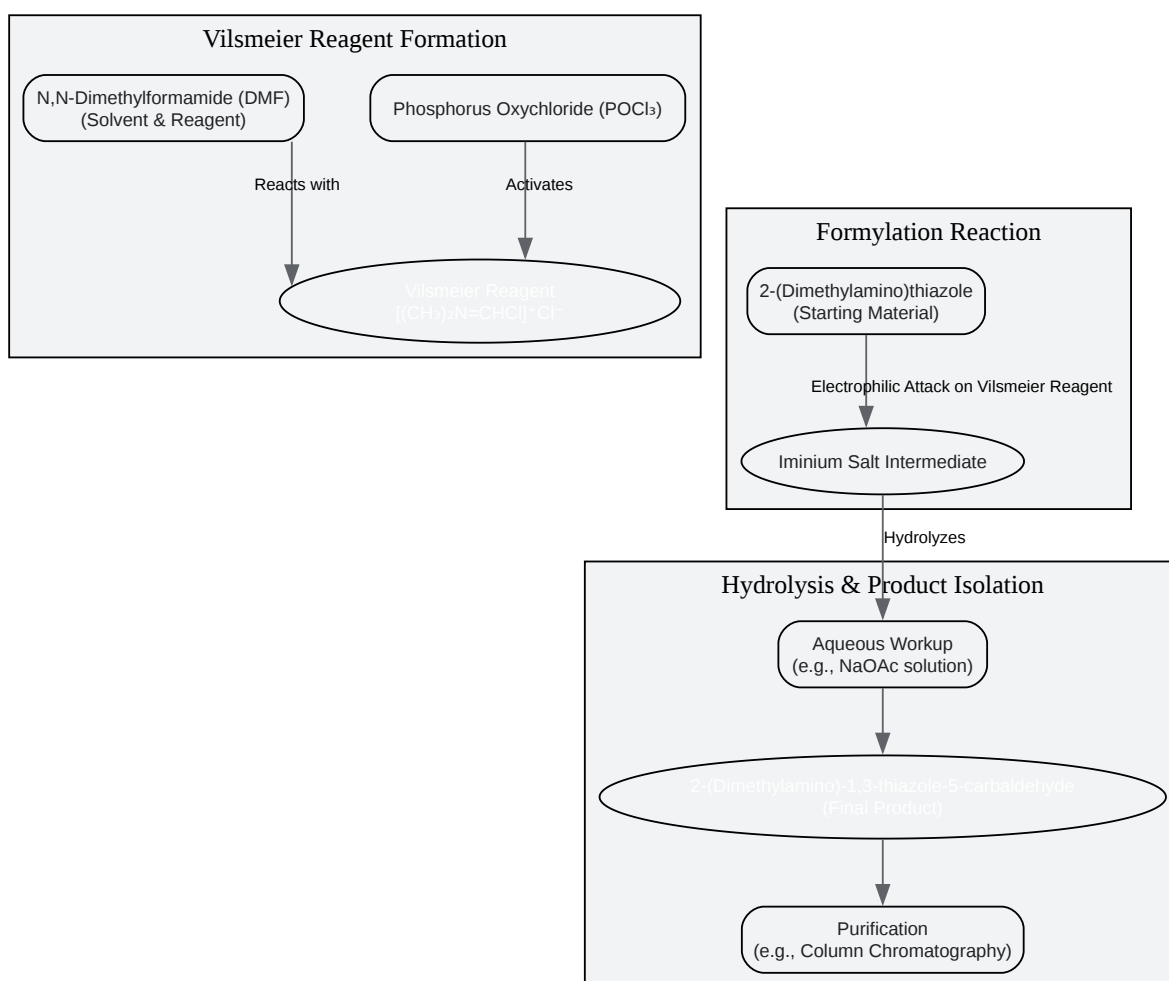 Vilsmeier Reagent Formation
N,N-Dimethylformamide (DMF)
(Solvent & Reagent)
Phosphorus Oxychloride (POCl₃)
Reacts with
Activates
Vilsmeier Reagent
[(CH₃)₂N=CHCl]⁺Cl⁻
Formylation Reaction
2-(Dimethylamino)thiazole
(Starting Material)
Electrophilic Attack on Vilsmeier Reagent
Iminium Salt Intermediate
Hydrolyzes
Hydrolysis & Product Isolation
Aqueous Workup
(e.g., NaOAc solution)
2-(Dimethylamino)-1,3-thiazole-5-carbaldehyde
(Final Product)
Purification
(e.g., Column Chromatography)